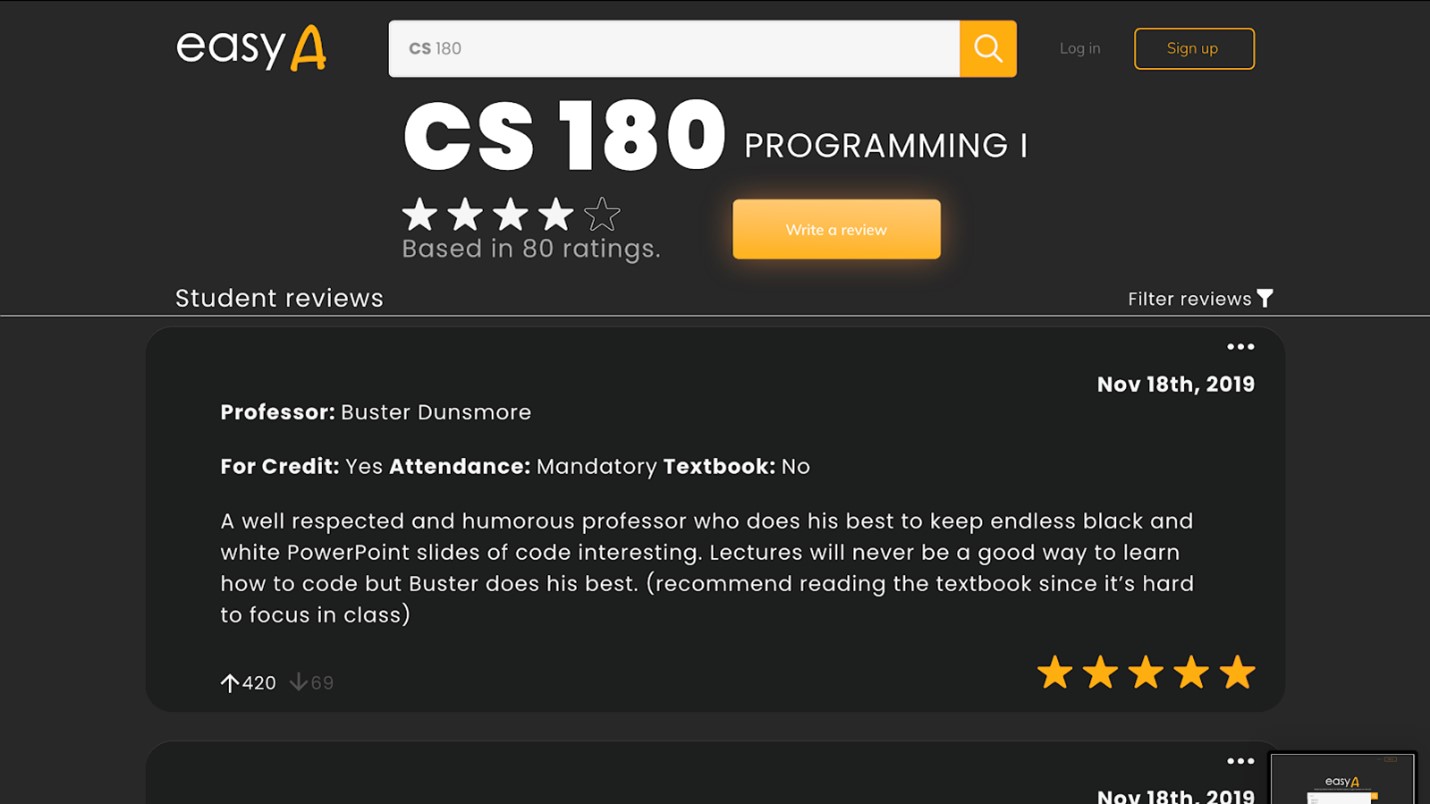 easyA
CS 180
Log in
Sign up
CS 180 PROGRAMMING I
Based in 80 ratings.
Write a review
Student reviews
Filter reviews
Nov 18th, 2019
Professor: Buster Dunsmore
For Credit: Yes Attendance: Mandatory Textbook: No
A well respected and humorous professor who does his best to keep endless black and
white PowerPoint slides of code interesting. Lectures will never be a good way to learn
how to code but Buster does his best. (recommend reading the textbook since it’s hard
to focus in class)
420 69
Nov 18th, 2019
easyA